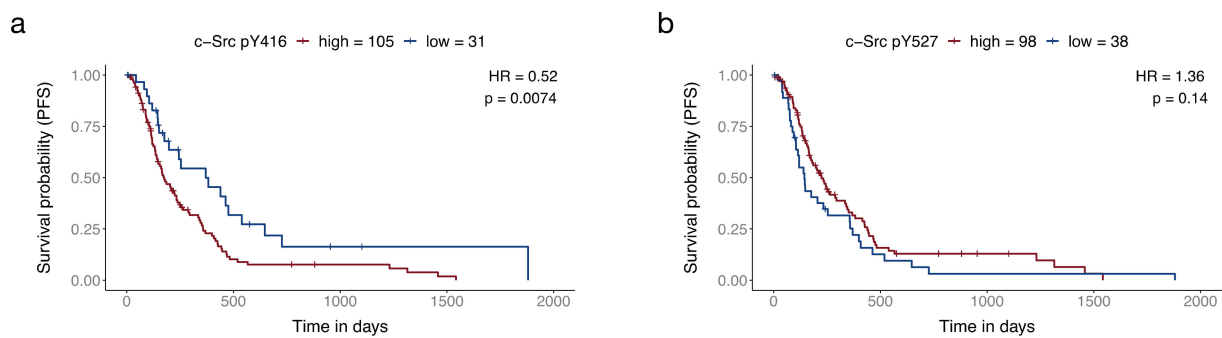 a
c−Src pY416 high = 105 low = 31
HR = 0.52
p = 0.0074
Survival probability (PFS)
1.00
0.75
0.50
0.25
0.00
0 500 1000 1500 2000
Time in days
b
c−Src pY527 high = 98 low = 38
HR = 1.36
p = 0.14
Survival probability (PFS)
1.00
0.75
0.50
0.25
0.00
0 500 1000 1500 2000
Time in days